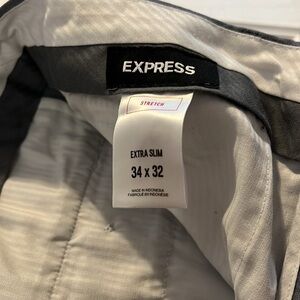 EXPRESS
STRETCH
EXTRA SLIM
34 x 32
MADE IN INDONESIA
FABRIQUÉ EN INDONÉSIE